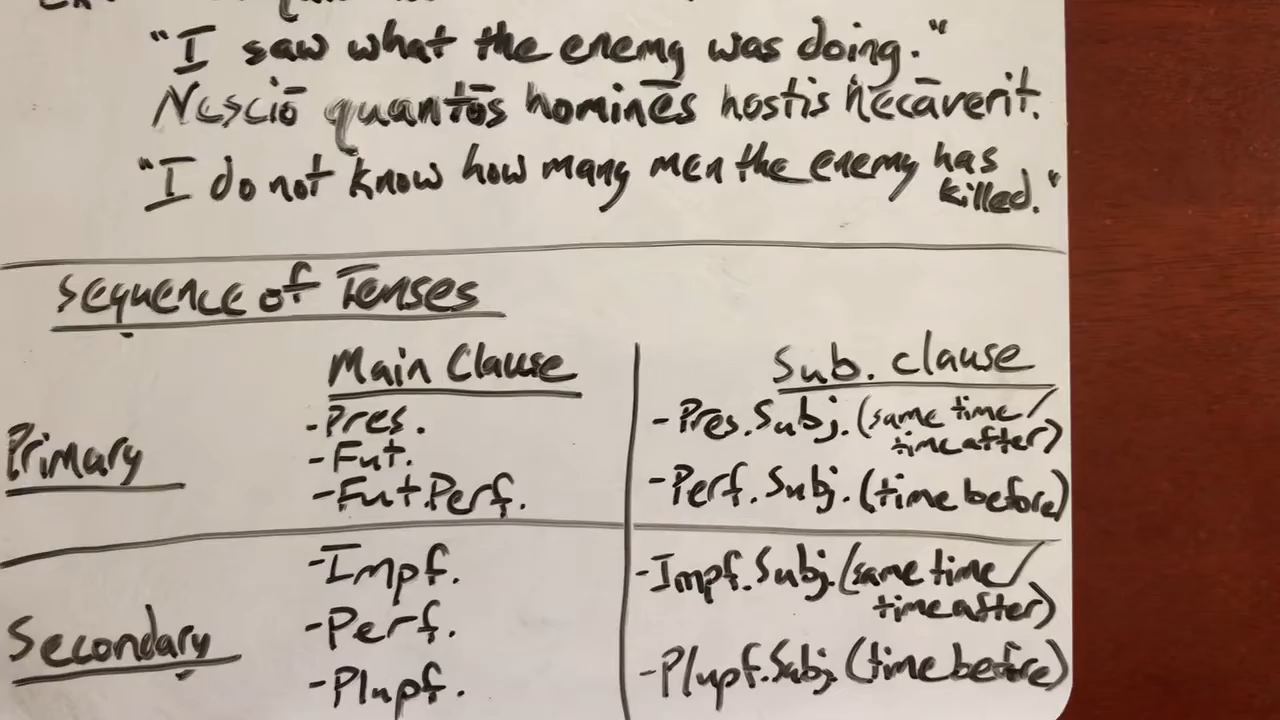 "I saw what the enemy was doing."
Nesciō quantōs hominēs hostis necāverit.
"I do not know how many men the enemy has
killed."
Sequence of Tenses
Main Clause
Sub. clause
Primary
-Pres.
-Fut.
-Fut.Perf.
-Pres.Subj.(same time/
time after)
-Perf.Subj.(time before)
Secondary
-Impf.
-Perf.
-Plupf.
-Impf.Subj.(same time/
time after)
-Plupf.Subj.(time before)